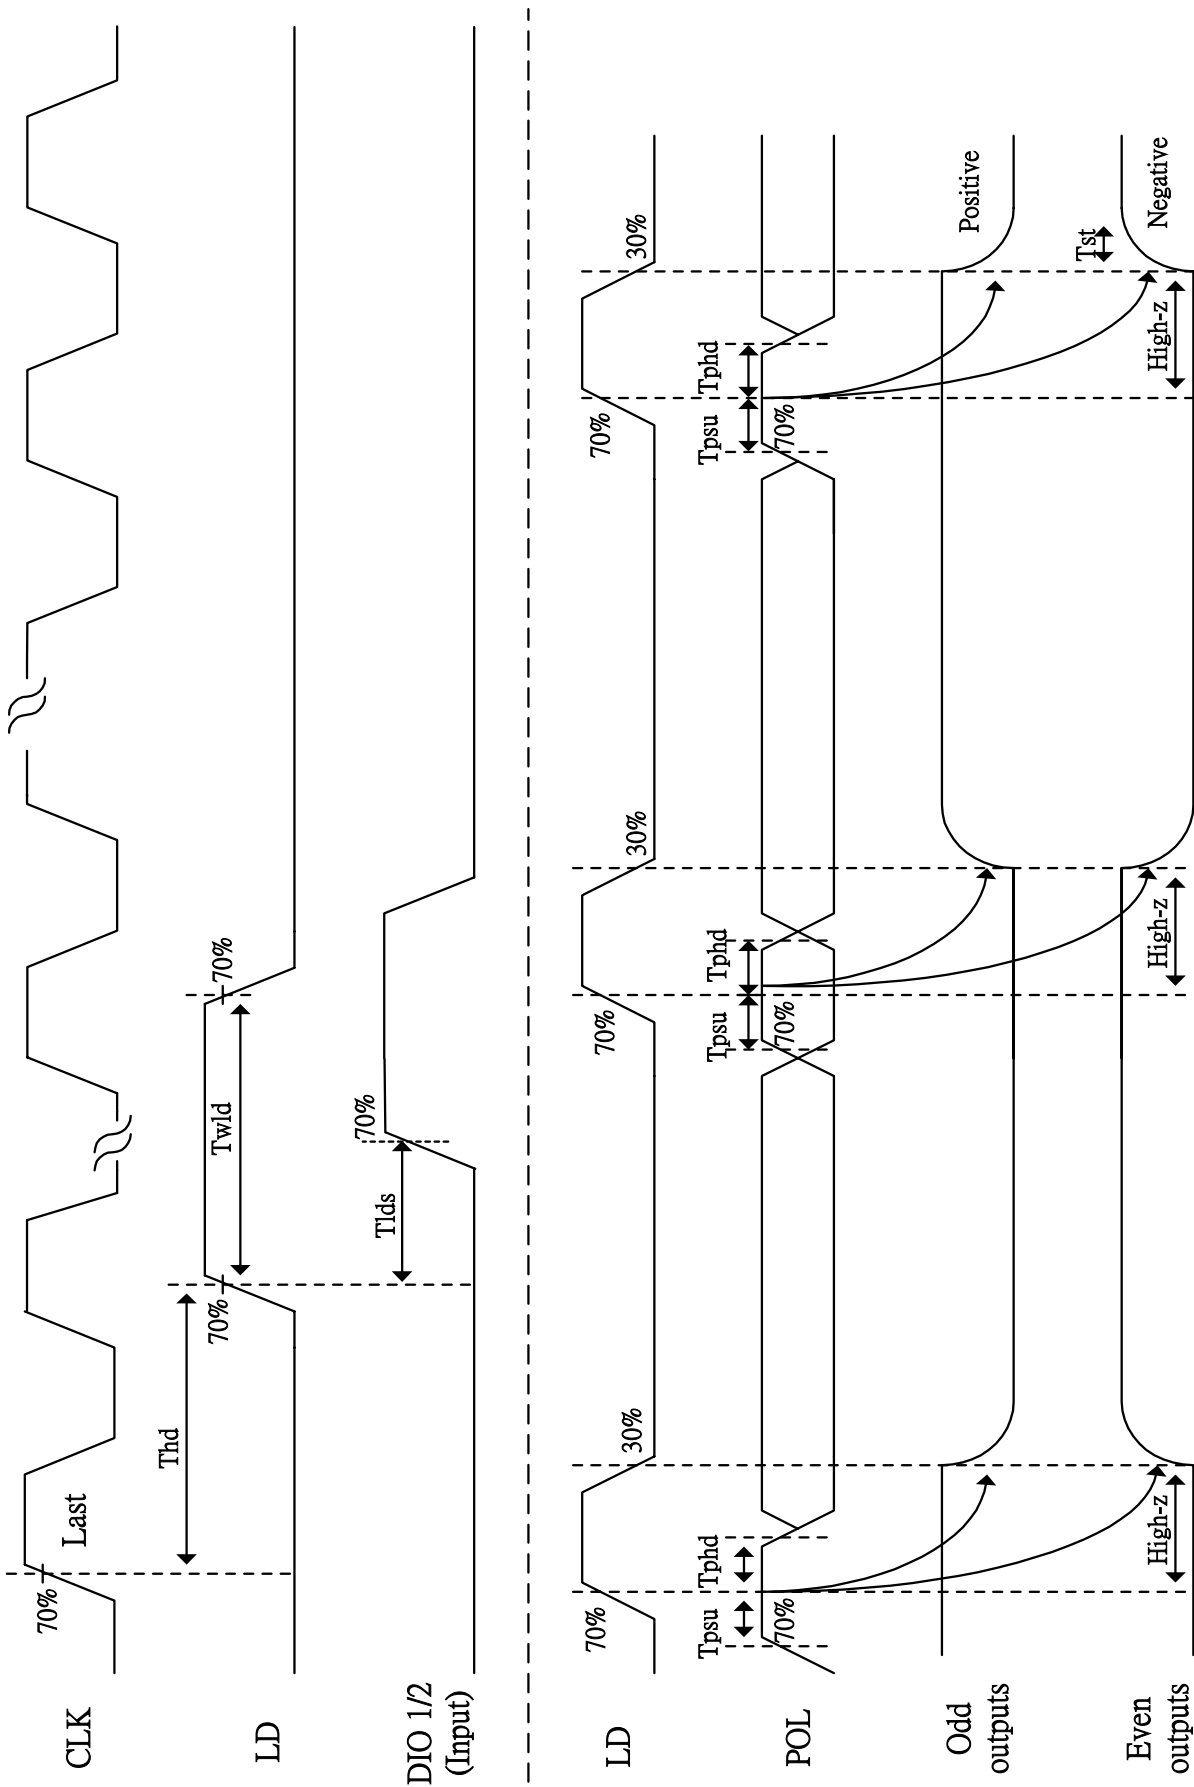 CLK
70%
Last
Thd
LD
70%
Twld
70%
DIO 1/2
(Input)
Tlds
70%
LD
70%
30%
70%
30%
70%
30%
POL
Tpsu
Tphd
70%
Tpsu
Tphd
70%
Tpsu
Tphd
70%
Odd
outputs
Positive
Tst
Even
outputs
High-z
High-z
High-z
Negative